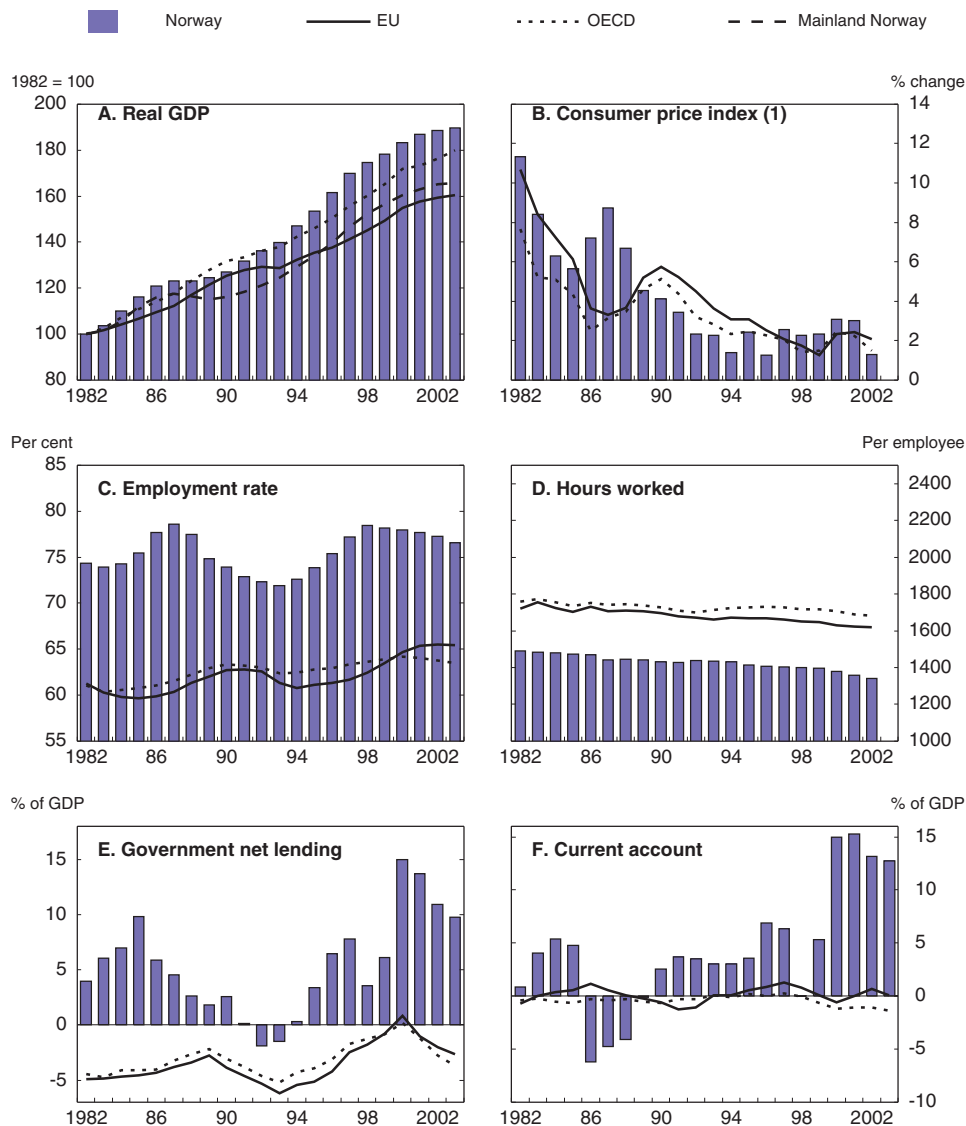 Norway EU OECD Mainland Norway
1982 = 100 % change
A. Real GDP
200
180
160
140
120
100
80
1982 86 90 94 98 2002
B. Consumer price index (1)
14
12
10
8
6
4
2
0
1982 86 90 94 98 2002
Per cent Per employee
C. Employment rate
85
80
75
70
65
60
55
1982 86 90 94 98 2002
D. Hours worked
2400
2200
2000
1800
1600
1400
1200
1000
1982 86 90 94 98 2002
% of GDP % of GDP
E. Government net lending
15
10
5
0
-5
1982 86 90 94 98 2002
F. Current account
15
10
5
0
-5
-10
1982 86 90 94 98 2002